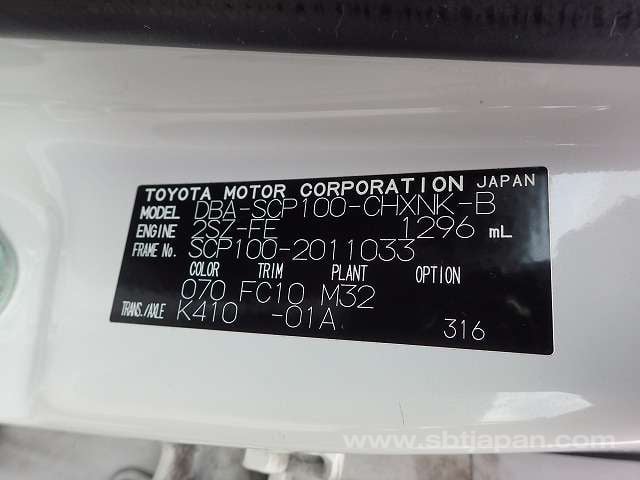 TOYOTA MOTOR CORPORATION JAPAN
MODEL DBA-SCP100-CHXNK-B
ENGINE 2SZ-FE 1296 mL
FRAME No. SCP100-2011033
COLOR TRIM PLANT OPTION
070 FC10 M32
TRANS./AXLE K410 -01A
316
www.sbtjapan.com